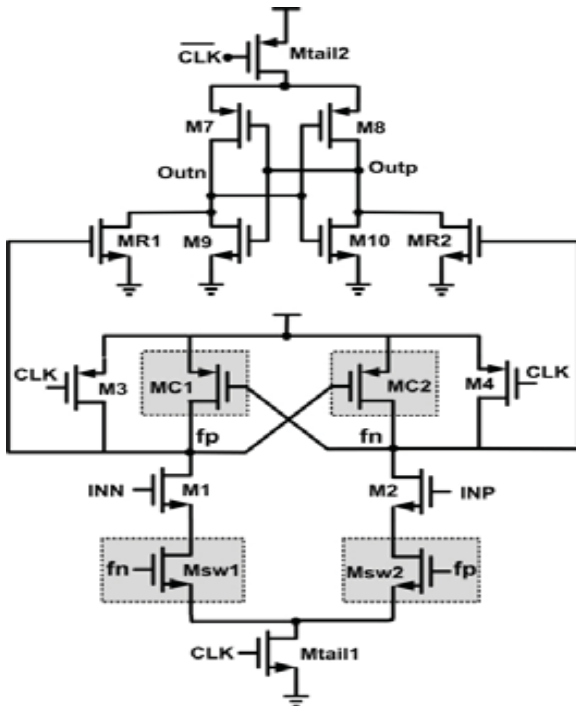 Mtail2
CLK
M7
M8
Outn
Outp
MR1
M9
M10
MR2
CLK
M3
MC1
MC2
M4
CLK
fp
fn
INN
M1
M2
INP
fn
Msw1
Msw2
fp
CLK
Mtail1